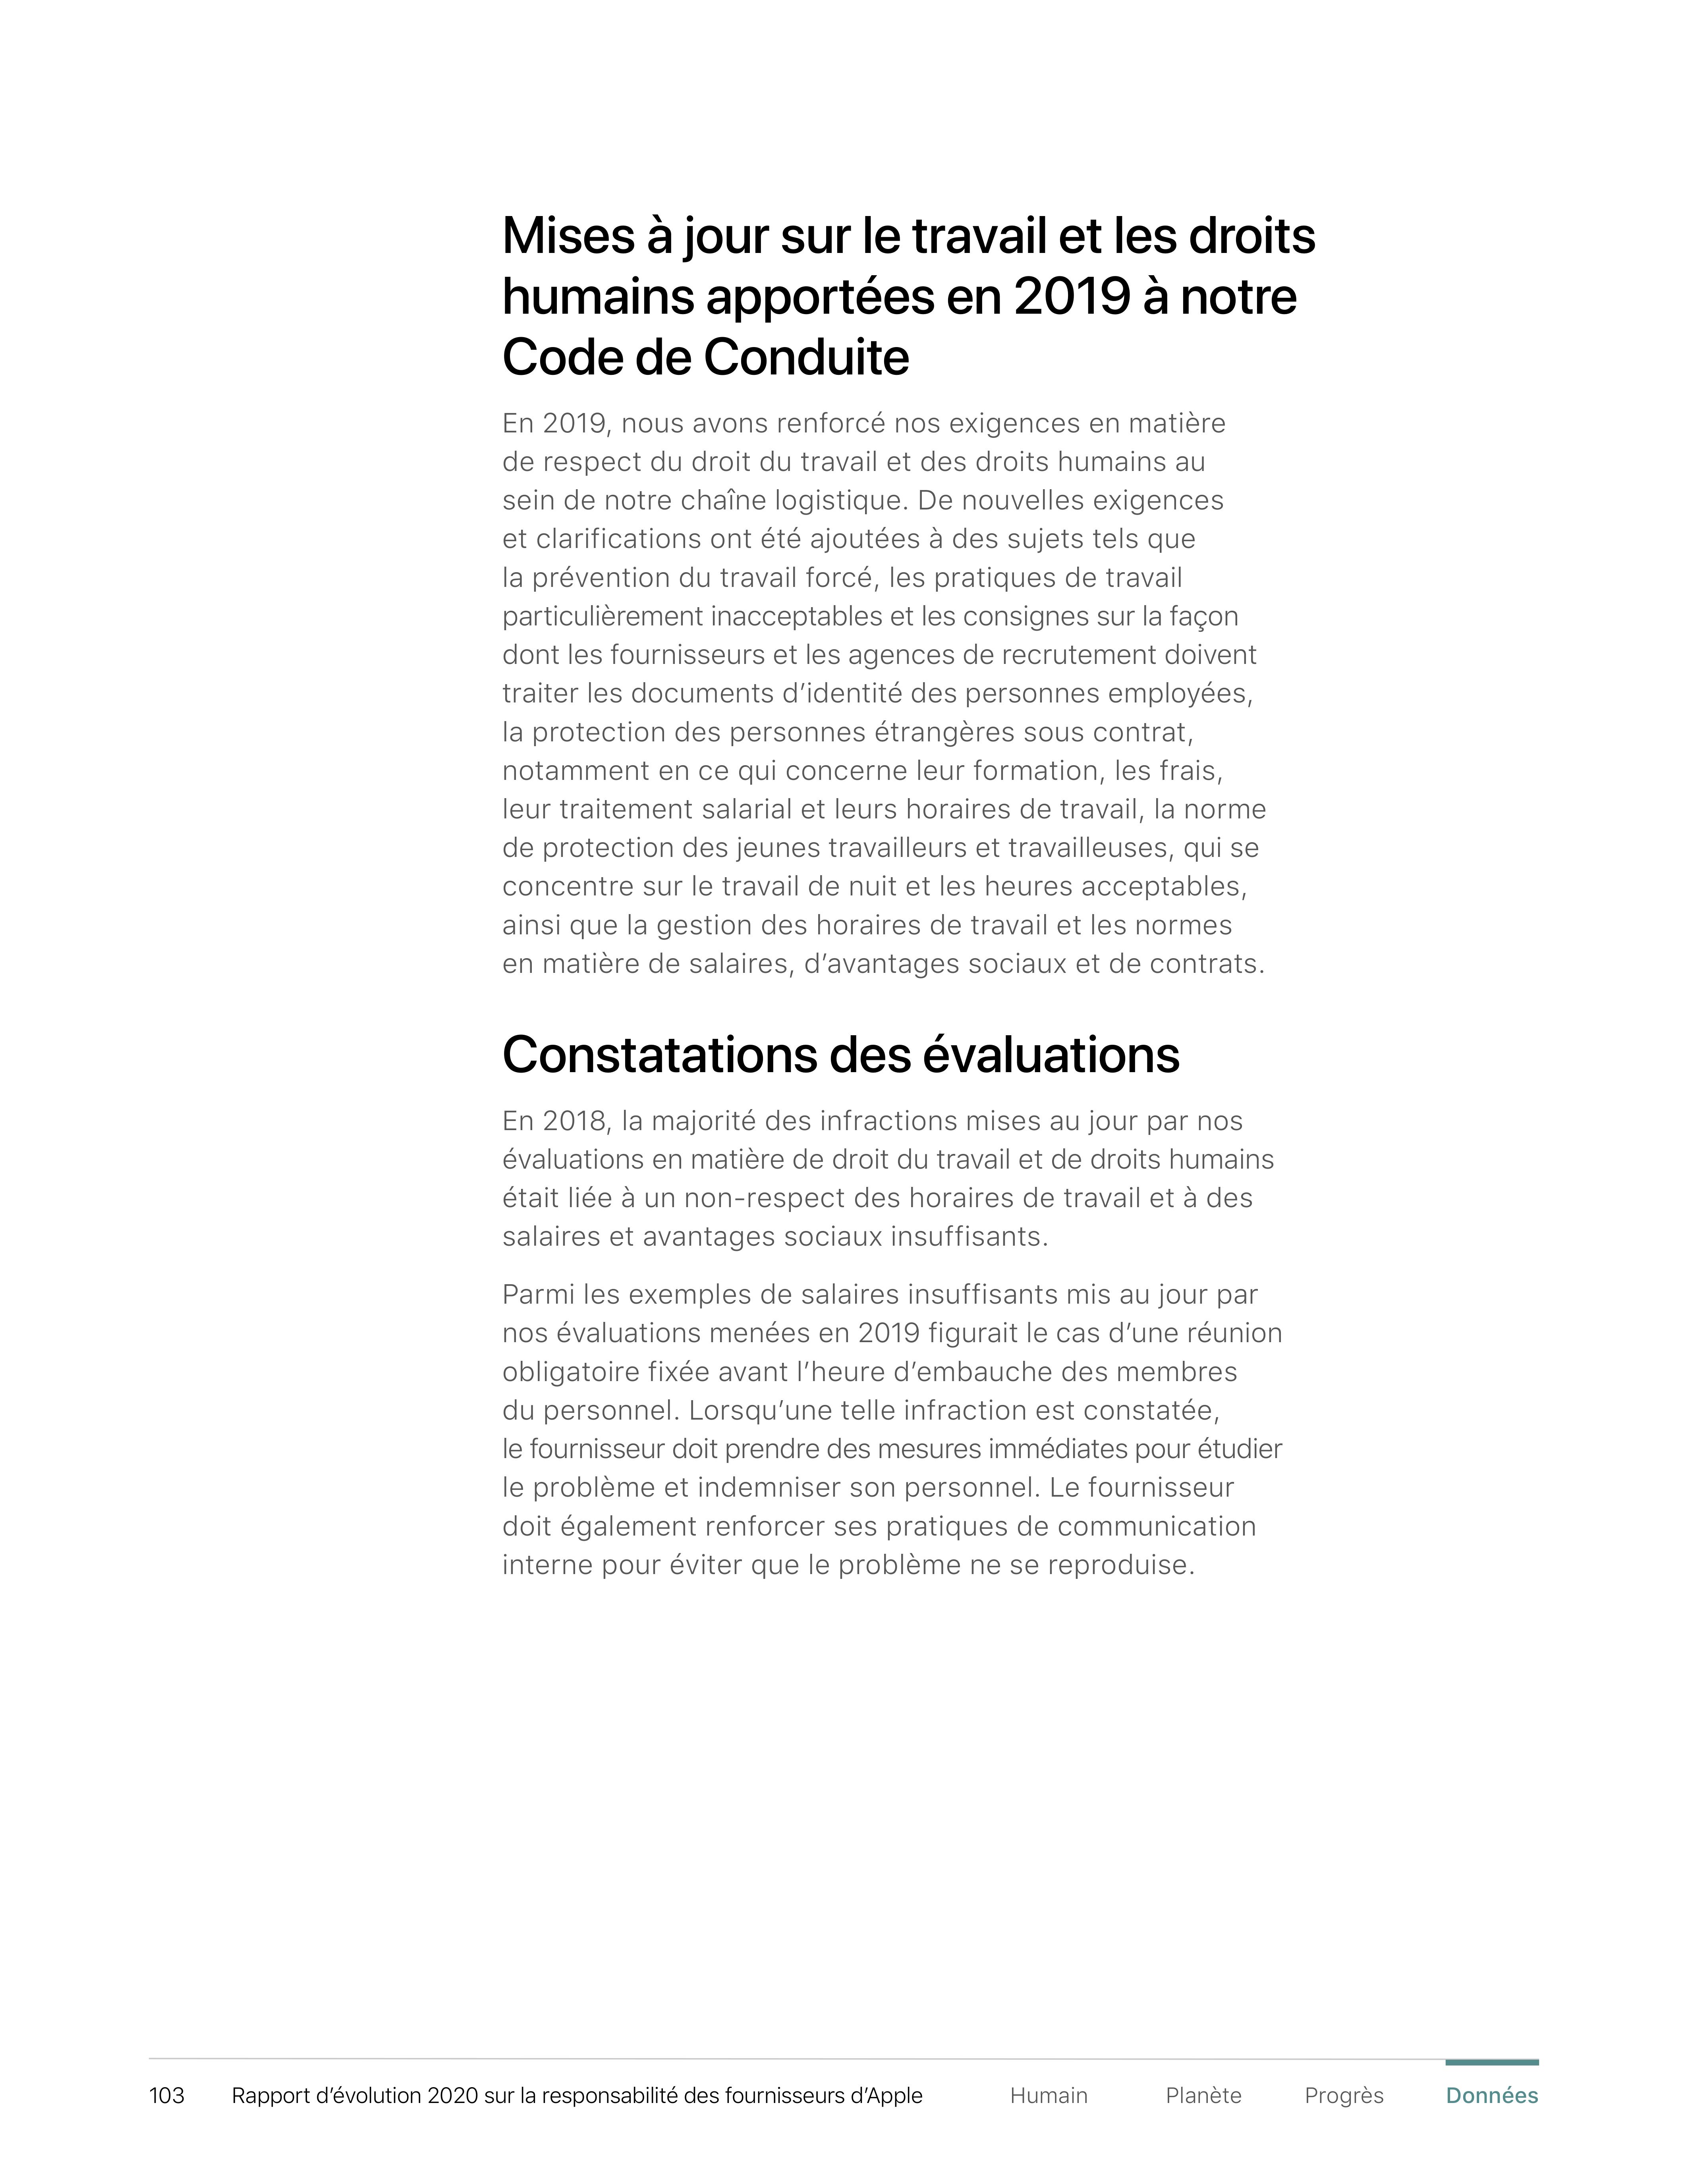 Mises à jour sur le travail et les droits
humains apportées en 2019 à notre
Code de Conduite
En 2019, nous avons renforcé nos exigences en matière
de respect du droit du travail et des droits humains au
sein de notre chaîne logistique. De nouvelles exigences
et clarifications ont été ajoutées à des sujets tels que
la prévention du travail forcé, les pratiques de travail
particulièrement inacceptables et les consignes sur la façon
dont les fournisseurs et les agences de recrutement doivent
traiter les documents d’identité des personnes employées,
la protection des personnes étrangères sous contrat,
notamment en ce qui concerne leur formation, les frais,
leur traitement salarial et leurs horaires de travail, la norme
de protection des jeunes travailleurs et travailleuses, qui se
concentre sur le travail de nuit et les heures acceptables,
ainsi que la gestion des horaires de travail et les normes
en matière de salaires, d’avantages sociaux et de contrats.
Constatations des évaluations
En 2018, la majorité des infractions mises au jour par nos
évaluations en matière de droit du travail et de droits humains
était liée à un non-respect des horaires de travail et à des
salaires et avantages sociaux insuffisants.
Parmi les exemples de salaires insuffisants mis au jour par
nos évaluations menées en 2019 figurait le cas d’une réunion
obligatoire fixée avant l’heure d’embauche des membres
du personnel. Lorsqu’une telle infraction est constatée,
le fournisseur doit prendre des mesures immédiates pour étudier
le problème et indemniser son personnel. Le fournisseur
doit également renforcer ses pratiques de communication
interne pour éviter que le problème ne se reproduise.
103 Rapport d’évolution 2020 sur la responsabilité des fournisseurs d’Apple Humain Planète Progrès Données